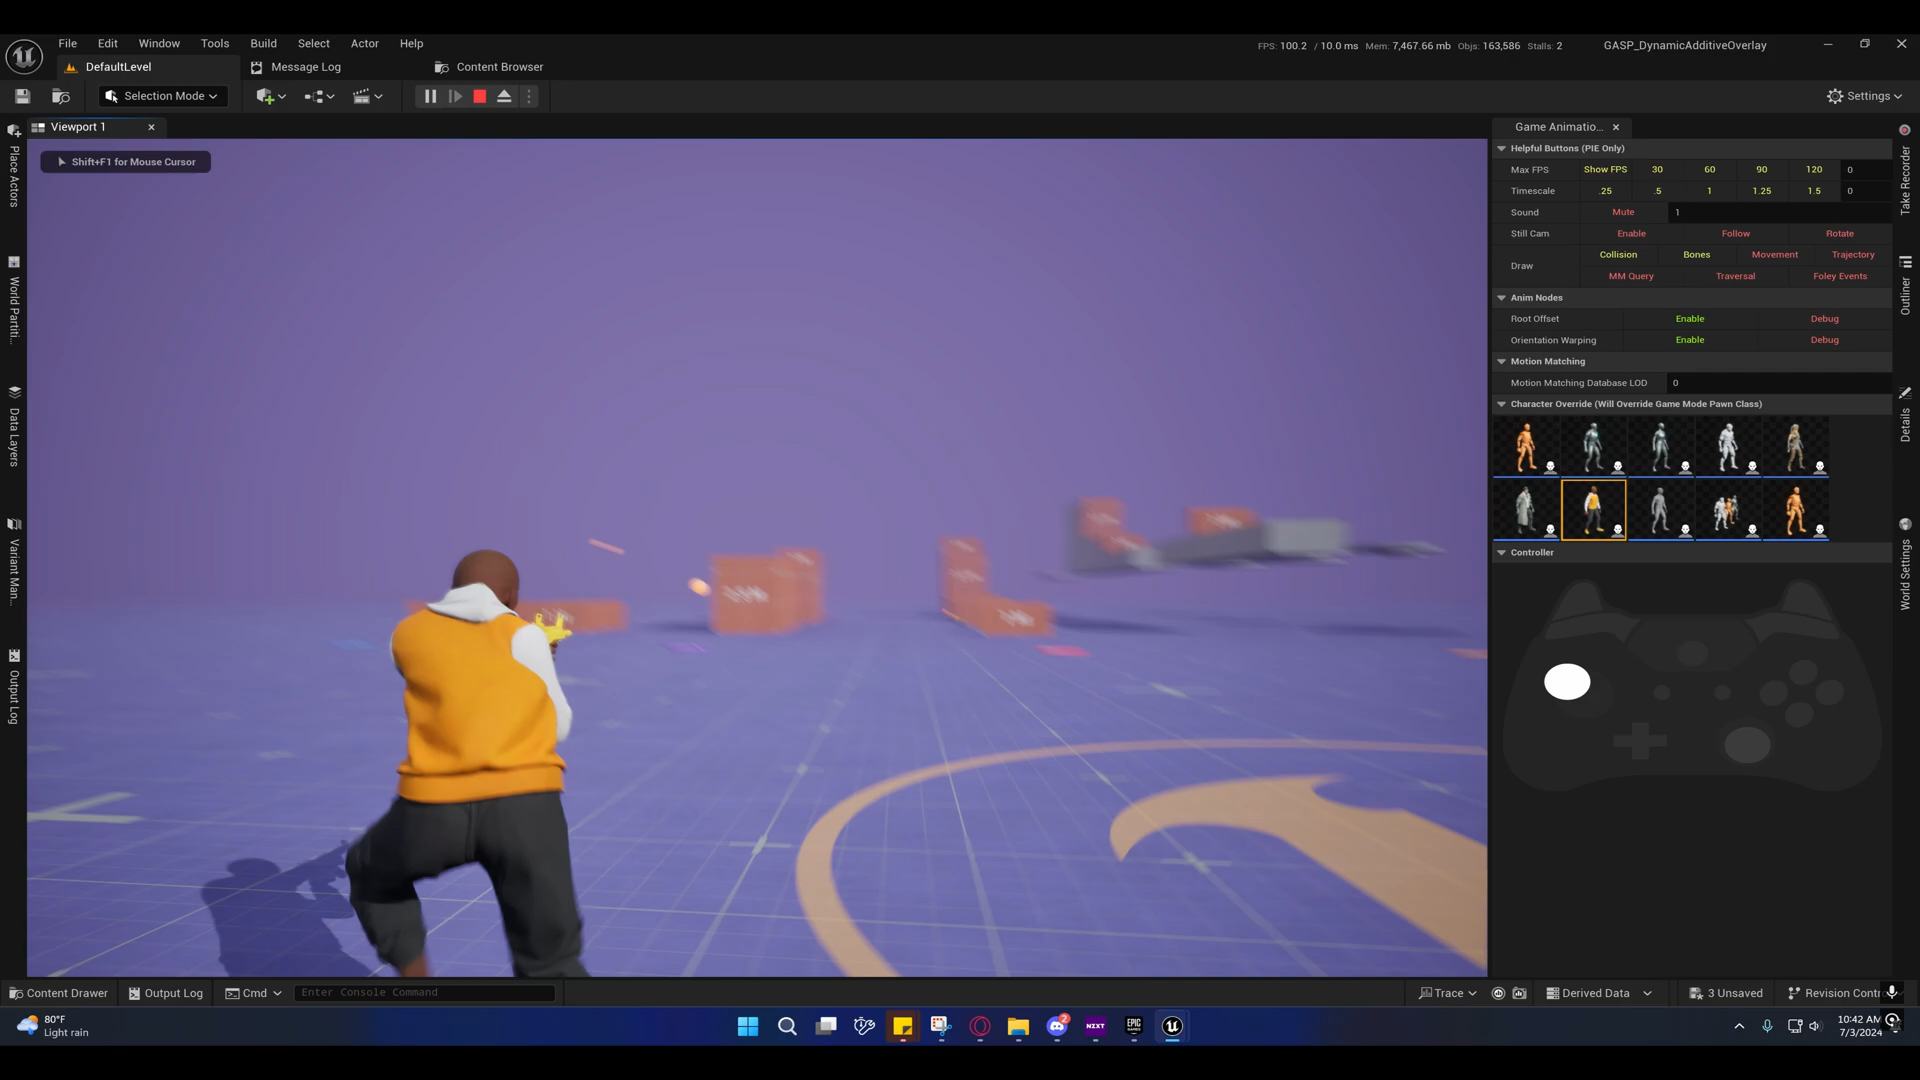 File Edit Window Tools Build Select Actor Help
FPS: 100.2 / 10.0 ms Mem: 7,467.66 mb Objs: 163,586 Stalls: 2
GASP_DynamicAdditiveOverlay
DefaultLevel
Message Log
Content Browser
Selection Mode
Settings
Viewport 1
Shift+F1 for Mouse Cursor
Place Actors
World Partiti...
Data Layers
Variant Man...
Output Log
Game Animatio...
Helpful Buttons (PIE Only)
Max FPS Show FPS 30 60 90 120 0
Timescale .25 .5 1 1.25 1.5 0
Sound Mute 1
Still Cam Enable Follow Rotate
Draw Collision Bones Movement Trajectory
MM Query Traversal Foley Events
Anim Nodes
Root Offset Enable Debug
Orientation Warping Enable Debug
Motion Matching
Motion Matching Database LOD 0
Character Override (Will Override Game Mode Pawn Class)
Controller
Take Recorder
Outliner
Details
World Settings
Content Drawer Output Log Cmd Enter Console Command
Trace Derived Data 3 Unsaved Revision Contr
80°F
Light rain
2
NZXT
EPIC GAMES
10:42 AM
7/3/2024